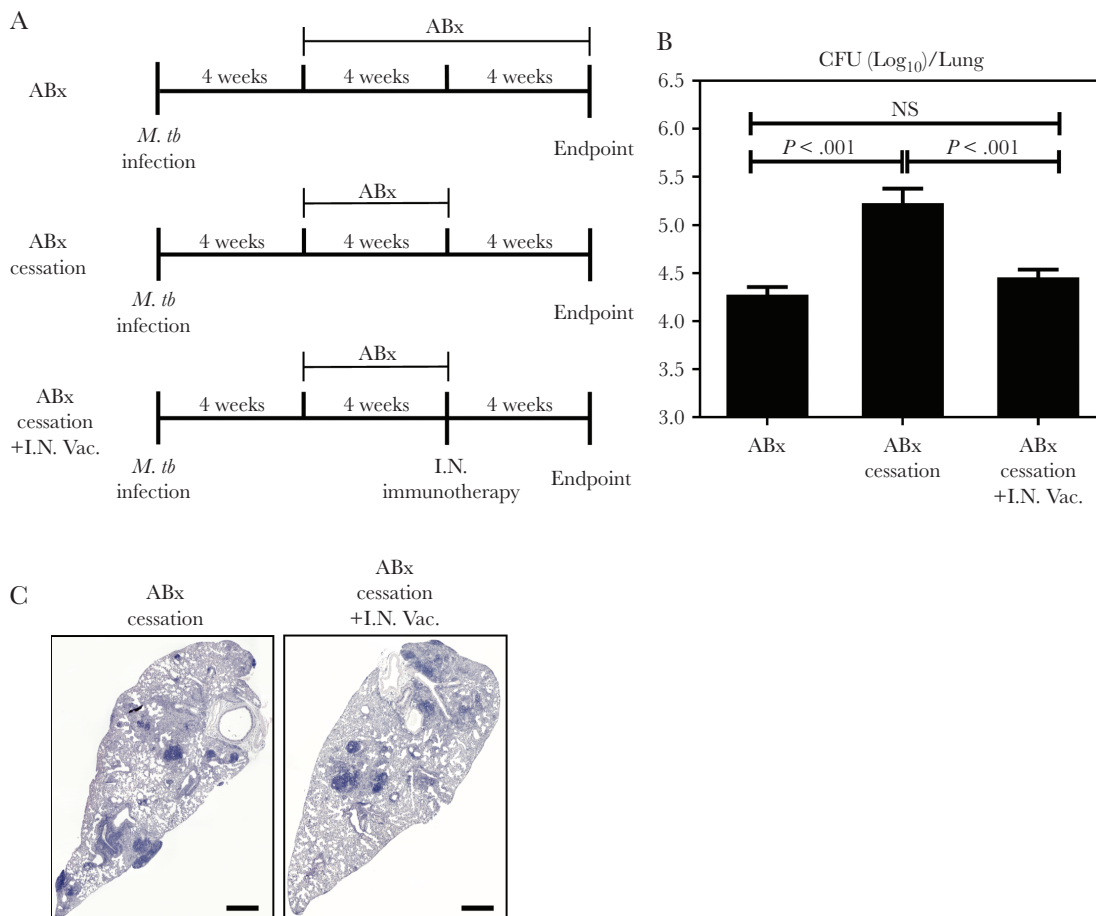 A
ABx
4 weeks 4 weeks 4 weeks
ABx
M. tb
infection
Endpoint
ABx
4 weeks 4 weeks 4 weeks
ABx
cessation
M. tb
infection
Endpoint
ABx
4 weeks 4 weeks 4 weeks
ABx
cessation
+I.N. Vac.
M. tb
infection
I.N.
immunotherapy
Endpoint
B
CFU (Log10)/Lung
6.5
6.0
5.5
5.0
4.5
4.0
3.5
3.0
NS
P < .001 P < .001
ABx
ABx
cessation
ABx
cessation
+I.N. Vac.
C
ABx
cessation
ABx
cessation
+I.N. Vac.